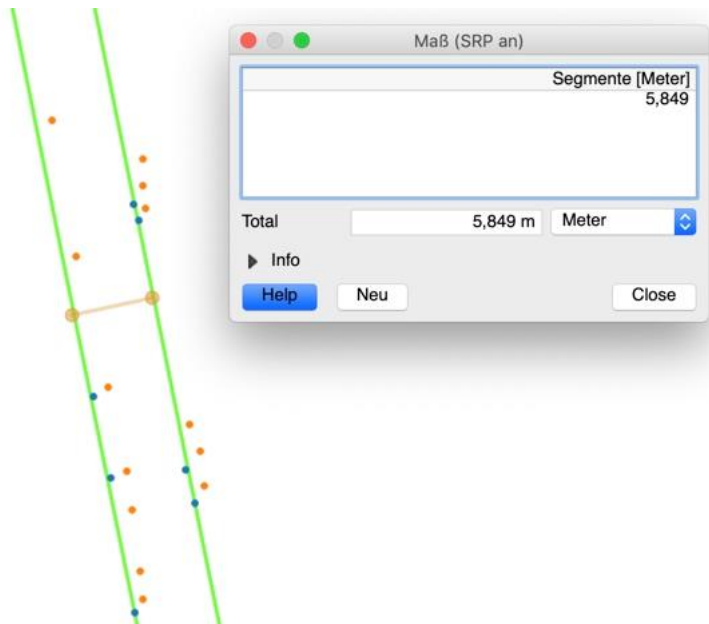 Maß (SRP an)
Segmente [Meter]
5,849
Total 5,849 m Meter
Info
Help Neu Close